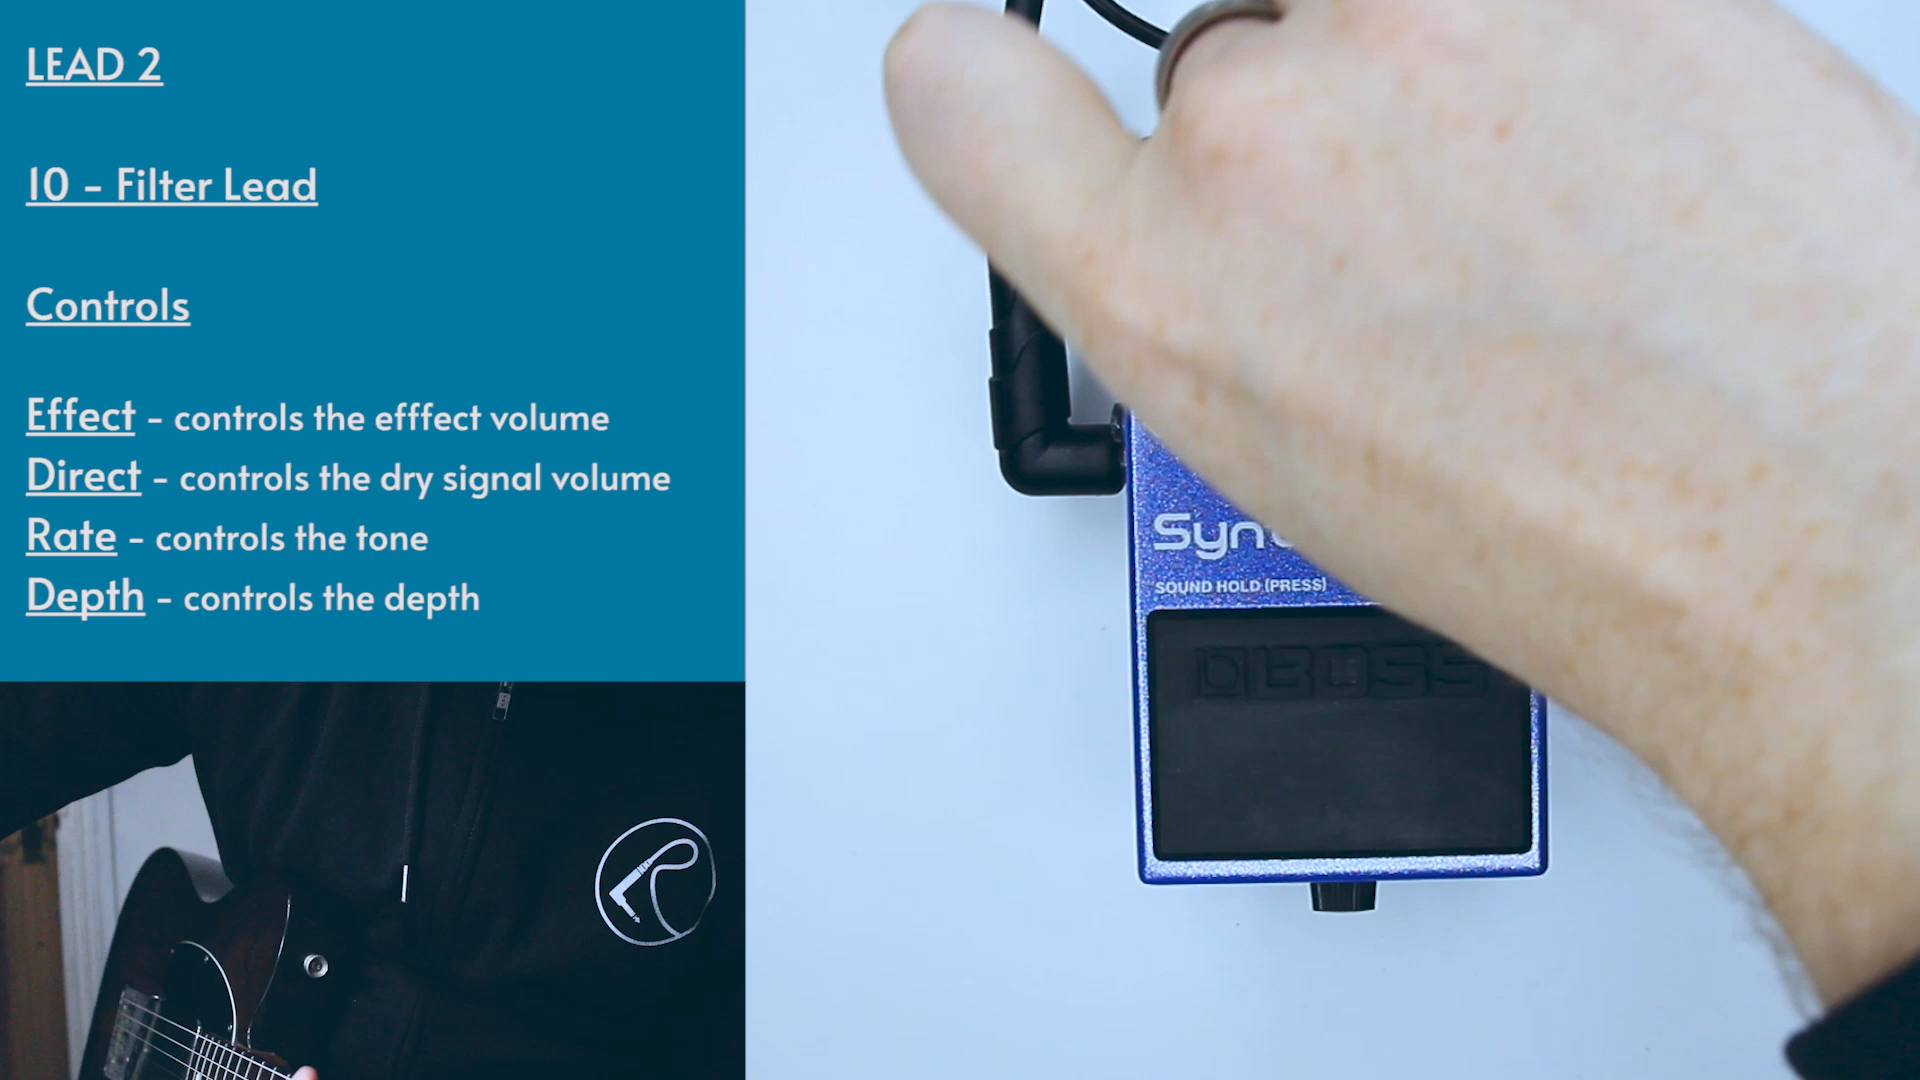 LEAD 2
10 - Filter Lead
Controls
Effect - controls the efffect volume
Direct - controls the dry signal volume
Rate - controls the tone
Depth - controls the depth
SOUND HOLD (PRESS)
BOSS